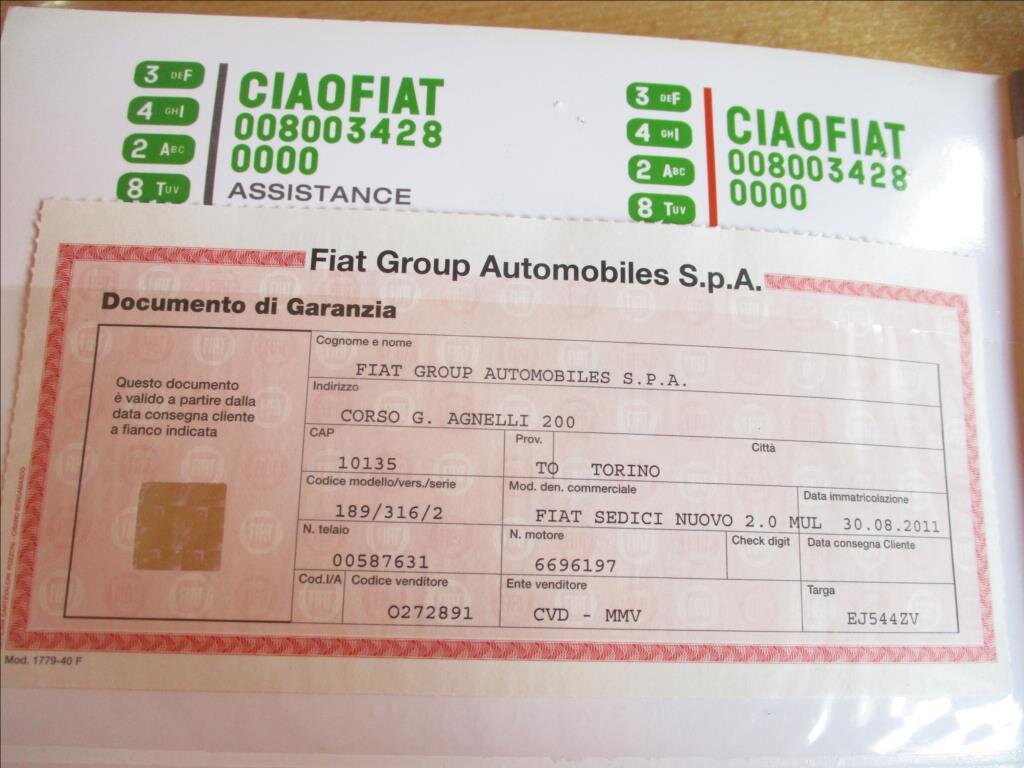 3 DEF
4 GHI
2 ABC
8 TUV
CIAOFIAT
008003428
0000
ASSISTANCE
3 DEF
4 GHI
2 ABC
8 TUV
CIAOFIAT
008003428
0000
Fiat Group Automobiles S.p.A.
Documento di Garanzia
Questo documento
è valido a partire dalla
data consegna cliente
a fianco indicata
Cognome e nome
FIAT GROUP AUTOMOBILES S.P.A.
Indirizzo
CORSO G. AGNELLI 200
CAP Prov. Città
10135 TO TORINO
Codice modello/vers./serie Mod. den. commerciale Data immatricolazione
189/316/2 FIAT SEDICI NUOVO 2.0 MUL 30.08.2011
N. telaio N. motore Check digit Data consegna Cliente
00587631 6696197
Cod.I/A Codice venditore Ente venditore Targa
0272891 CVD - MMV EJ544ZV
Mod. 1779-40 F